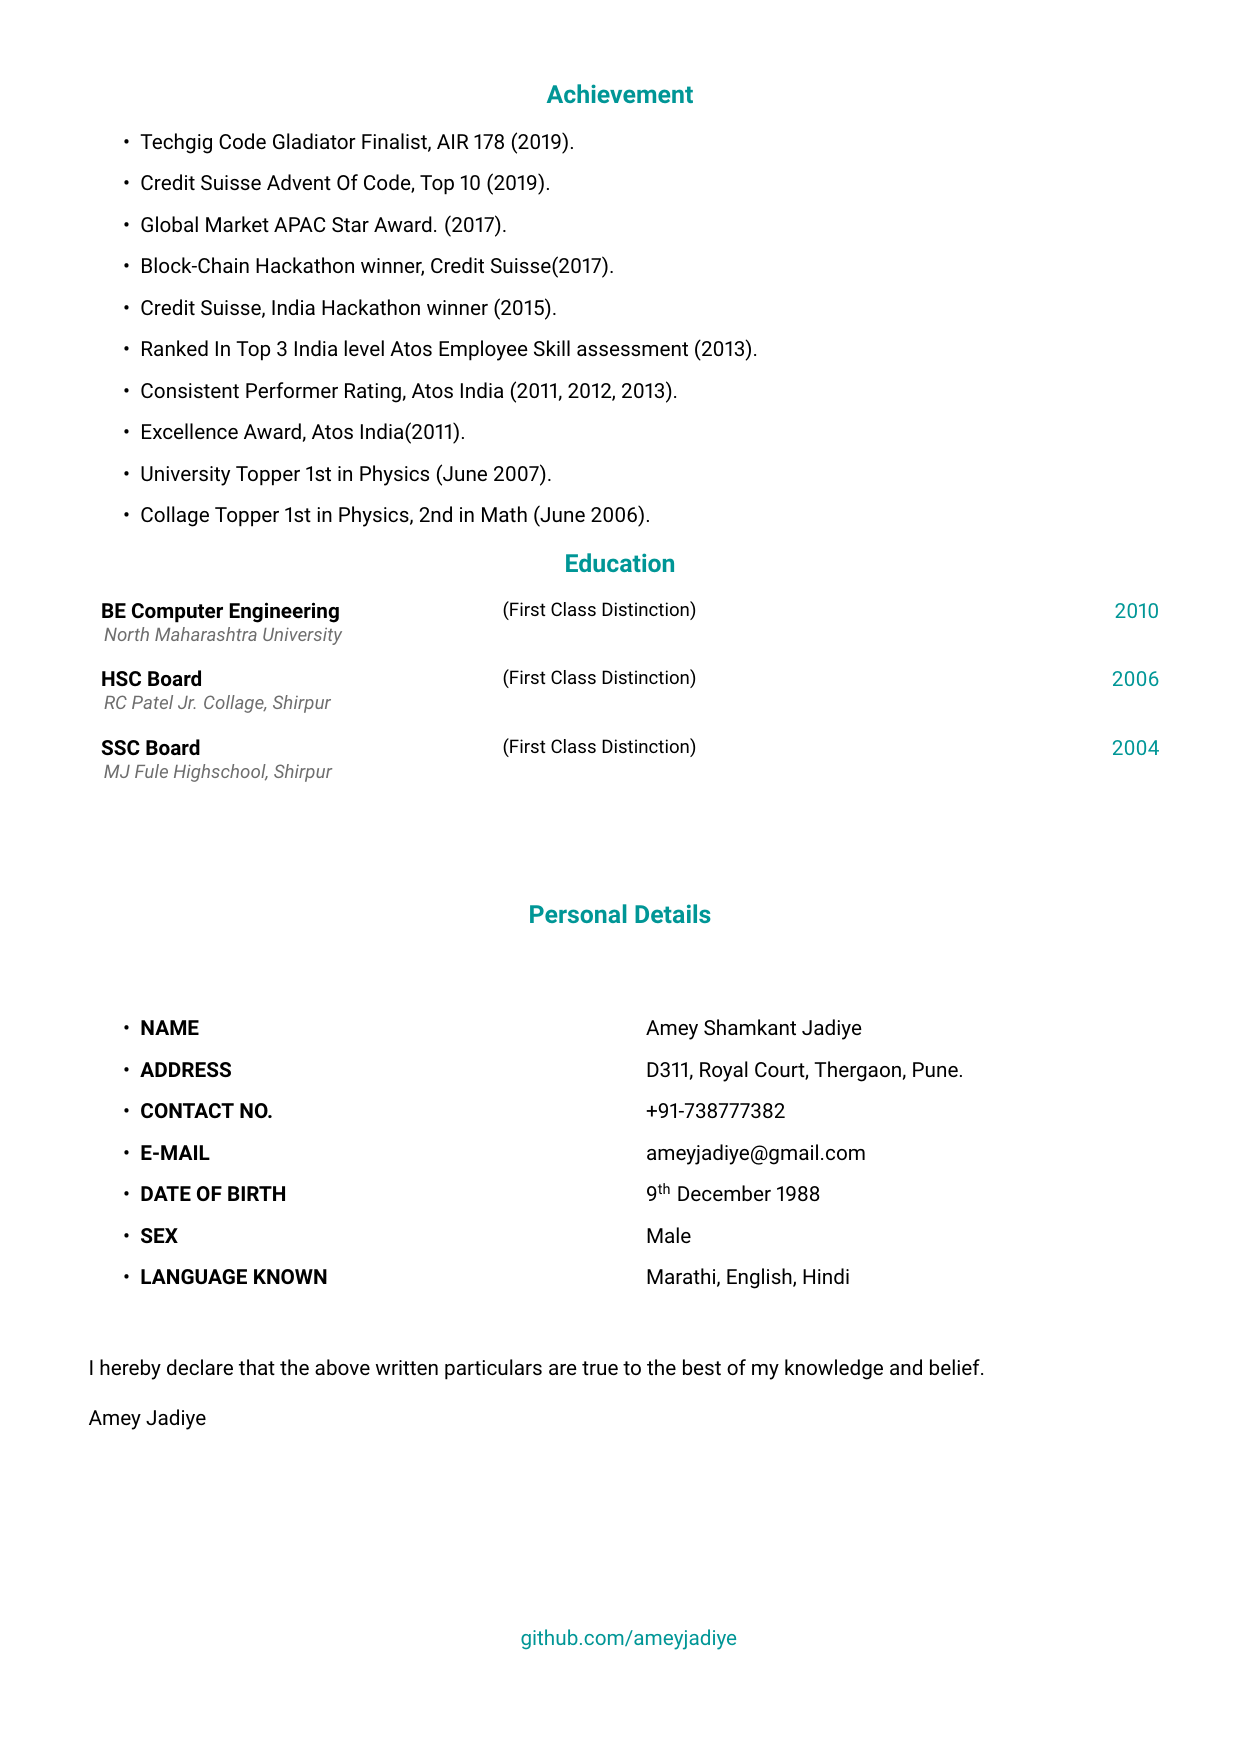 Achievement
• Techgig Code Gladiator Finalist, AIR 178 (2019).
• Credit Suisse Advent Of Code, Top 10 (2019).
• Global Market APAC Star Award. (2017).
• Block-Chain Hackathon winner, Credit Suisse(2017).
• Credit Suisse, India Hackathon winner (2015).
• Ranked In Top 3 India level Atos Employee Skill assessment (2013).
• Consistent Performer Rating, Atos India (2011, 2012, 2013).
• Excellence Award, Atos India(2011).
• University Topper 1st in Physics (June 2007).
• Collage Topper 1st in Physics, 2nd in Math (June 2006).
Education
BE Computer Engineering (First Class Distinction) 2010
North Maharashtra University
HSC Board (First Class Distinction) 2006
RC Patel Jr. Collage, Shirpur
SSC Board (First Class Distinction) 2004
MJ Fule Highschool, Shirpur
Personal Details
• NAME Amey Shamkant Jadiye
• ADDRESS D311, Royal Court, Thergaon, Pune.
• CONTACT NO. +91-738777382
• E-MAIL ameyjadiye@gmail.com
• DATE OF BIRTH 9th December 1988
• SEX Male
• LANGUAGE KNOWN Marathi, English, Hindi
I hereby declare that the above written particulars are true to the best of my knowledge and belief.
Amey Jadiye
github.com/ameyjadiye